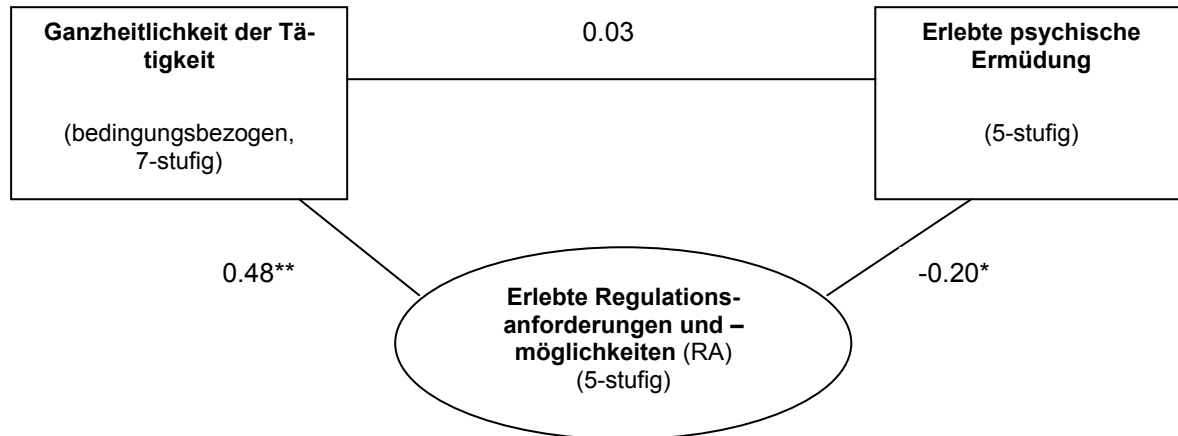 Ganzheitlichkeit der Tä-
tigkeit
(bedingungsbezogen,
7-stufig)
0.03
Erlebte psychische
Ermüdung
(5-stufig)
0.48**
-0.20*
Erlebte Regulations-
anforderungen und –
möglichkeiten (RA)
(5-stufig)